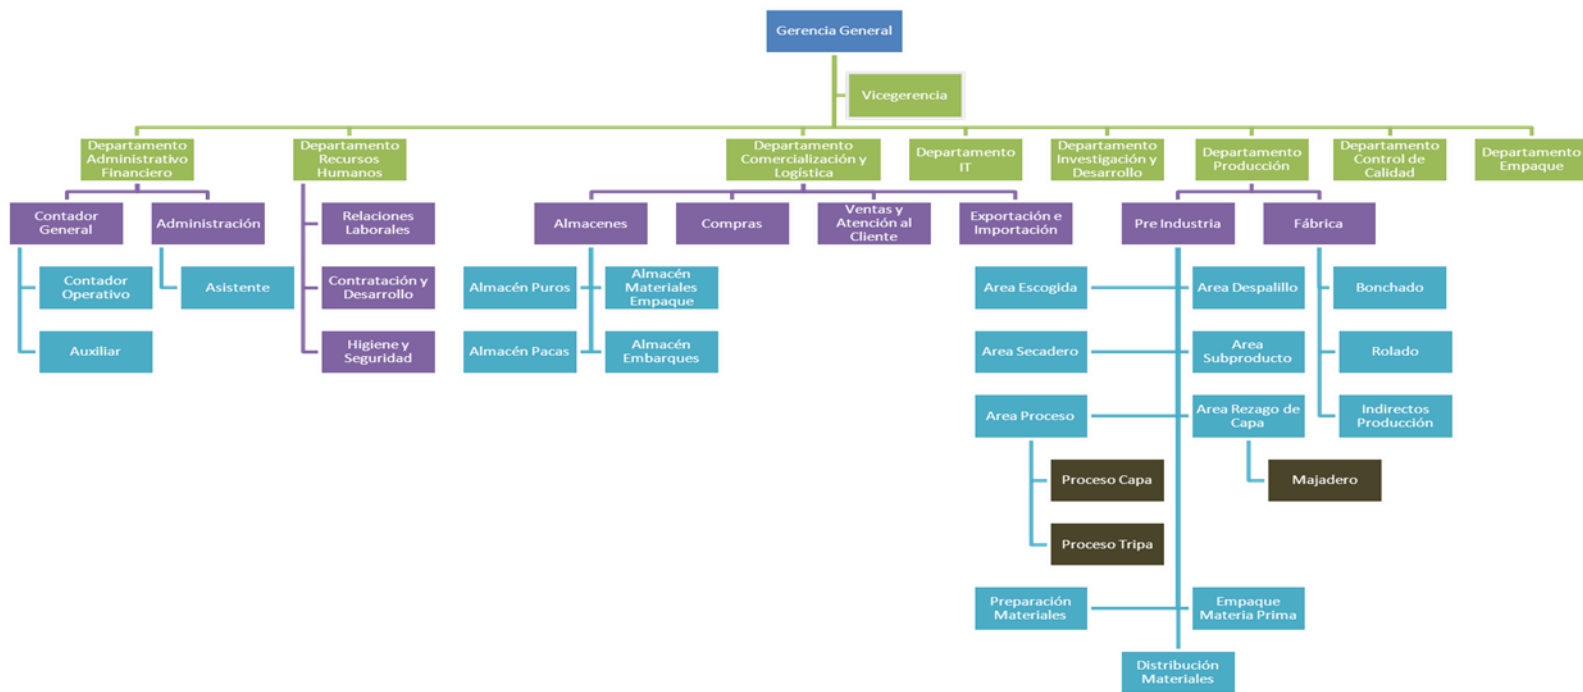 Gerencia General
Vicegerencia
Departamento
Administrativo
Financiero
Departamento
Recursos
Humanos
Departamento
Comercialización y
Logística
Departamento
IT
Departamento
Investigación y
Desarrollo
Departamento
Producción
Departamento
Control de
Calidad
Departamento
Empaque
Contador
General
Administración
Relaciones
Laborales
Almacenes
Compras
Ventas y
Atención al
Cliente
Exportación e
Importación
Pre Industria
Fábrica
Contador
Operativo
Asistente
Contratación y
Desarrollo
Almacén Puros
Almacén
Materiales
Empaque
Area Escogida
Area Despalillo
Bonchado
Auxiliar
Higiene y
Seguridad
Almacén Pacas
Almacén
Embarques
Area Secadero
Area
Subproducto
Rolado
Area Proceso
Area Rezago de
Capa
Indirectos
Producción
Proceso Capa
Majadero
Proceso Tripa
Preparación
Materiales
Empaque
Materia Prima
Distribución
Materiales